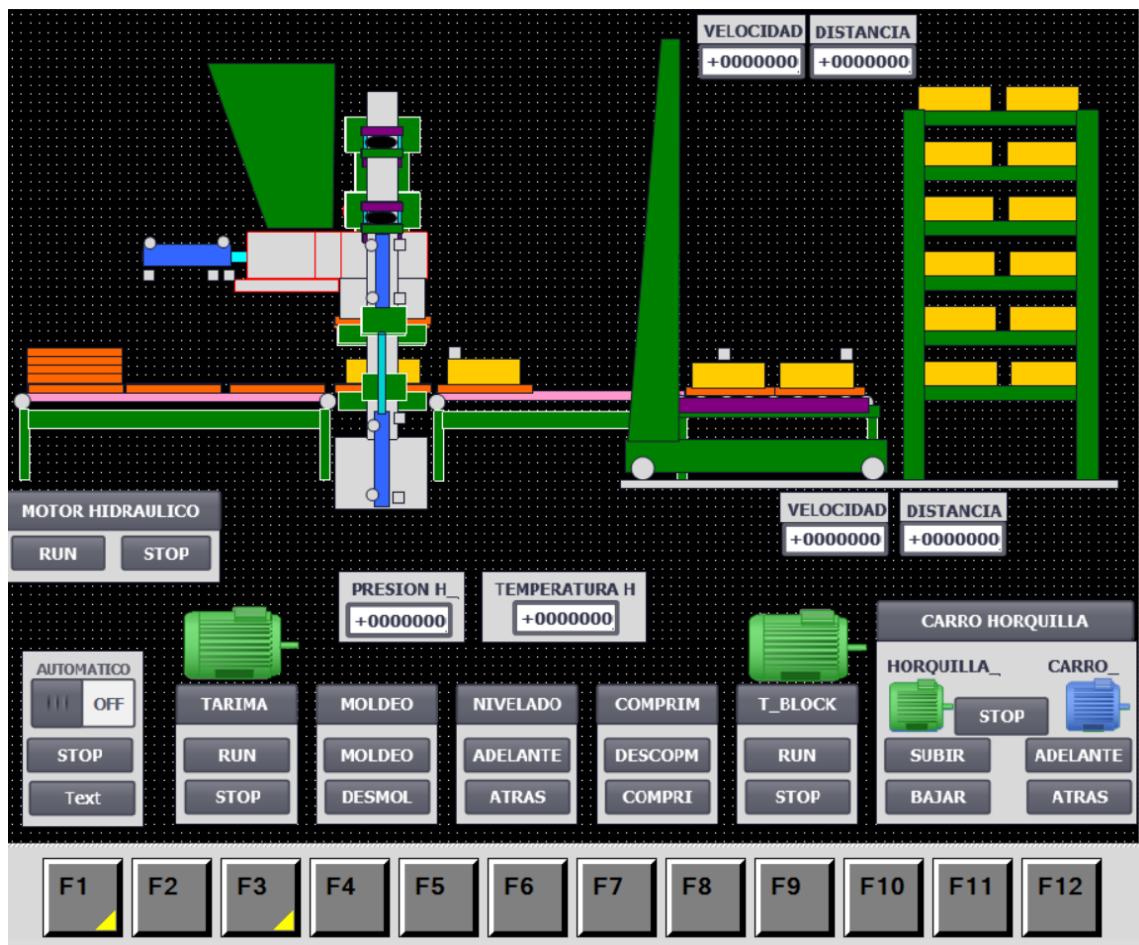 VELOCIDAD DISTANCIA
+0000000 +0000000
MOTOR HIDRAULICO
RUN STOP
VELOCIDAD DISTANCIA
+0000000 +0000000
PRESION H_ TEMPERATURA H
+0000000 +0000000
AUTOMATICO
OFF
STOP
Text
TARIMA
RUN
STOP
MOLDEO
MOLDEO
DESMOL
NIVELADO
ADELANTE
ATRAS
COMPRIM
DESCOPM
COMPRI
T_BLOCK
RUN
STOP
CARRO HORQUILLA
HORQUILLA_ CARRO_
STOP
SUBIR ADELANTE
BAJAR ATRAS
F1 F2 F3 F4 F5 F6 F7 F8 F9 F10 F11 F12